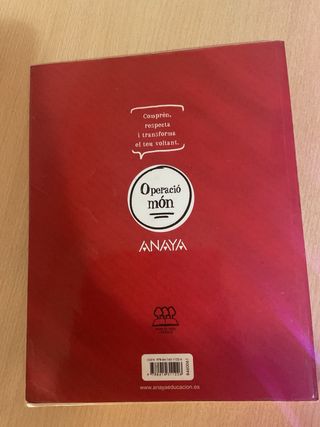 Comprén,
respecta
i transforma
el teu voltant.
Operació
món
ANAYA
www.anayaeducacion.es